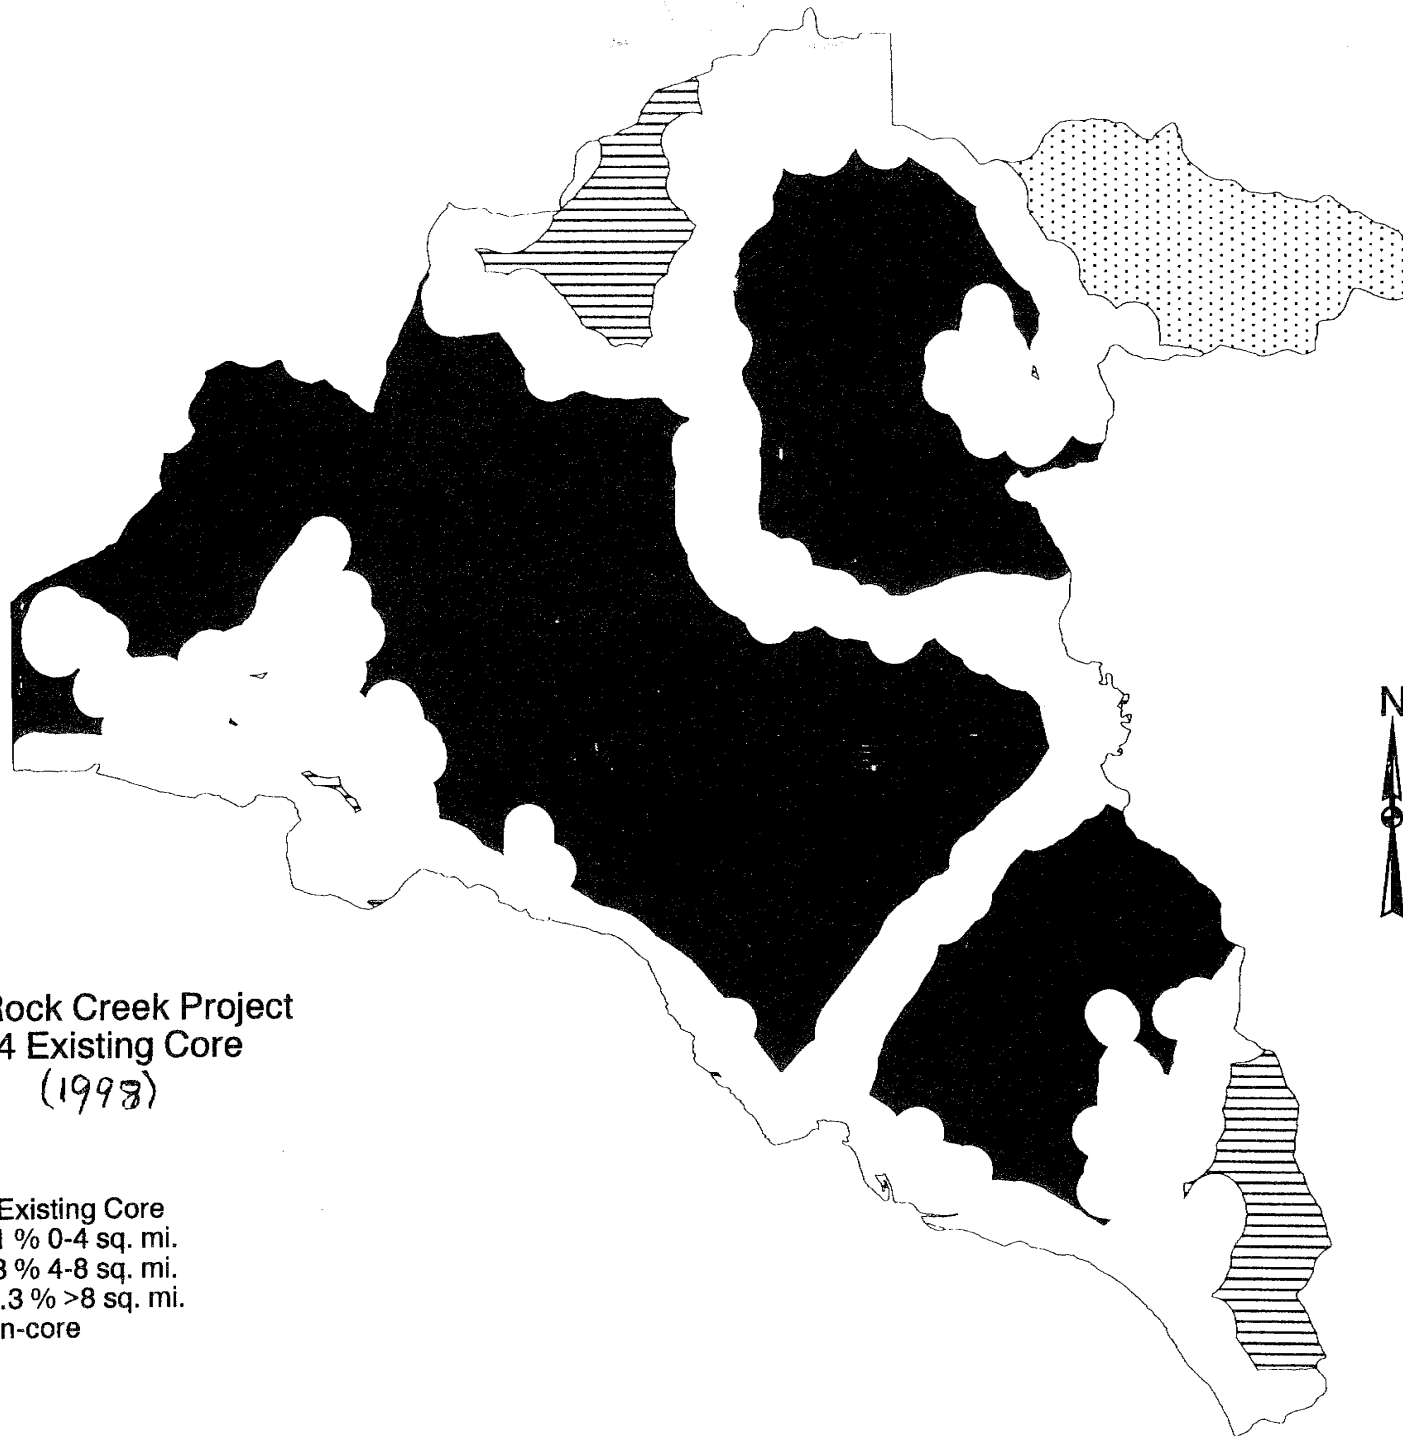 Rock Creek Project
4 Existing Core
(1998)
Existing Core
% 0-4 sq. mi.
% 4-8 sq. mi.
.3 % >8 sq. mi.
n-core
N